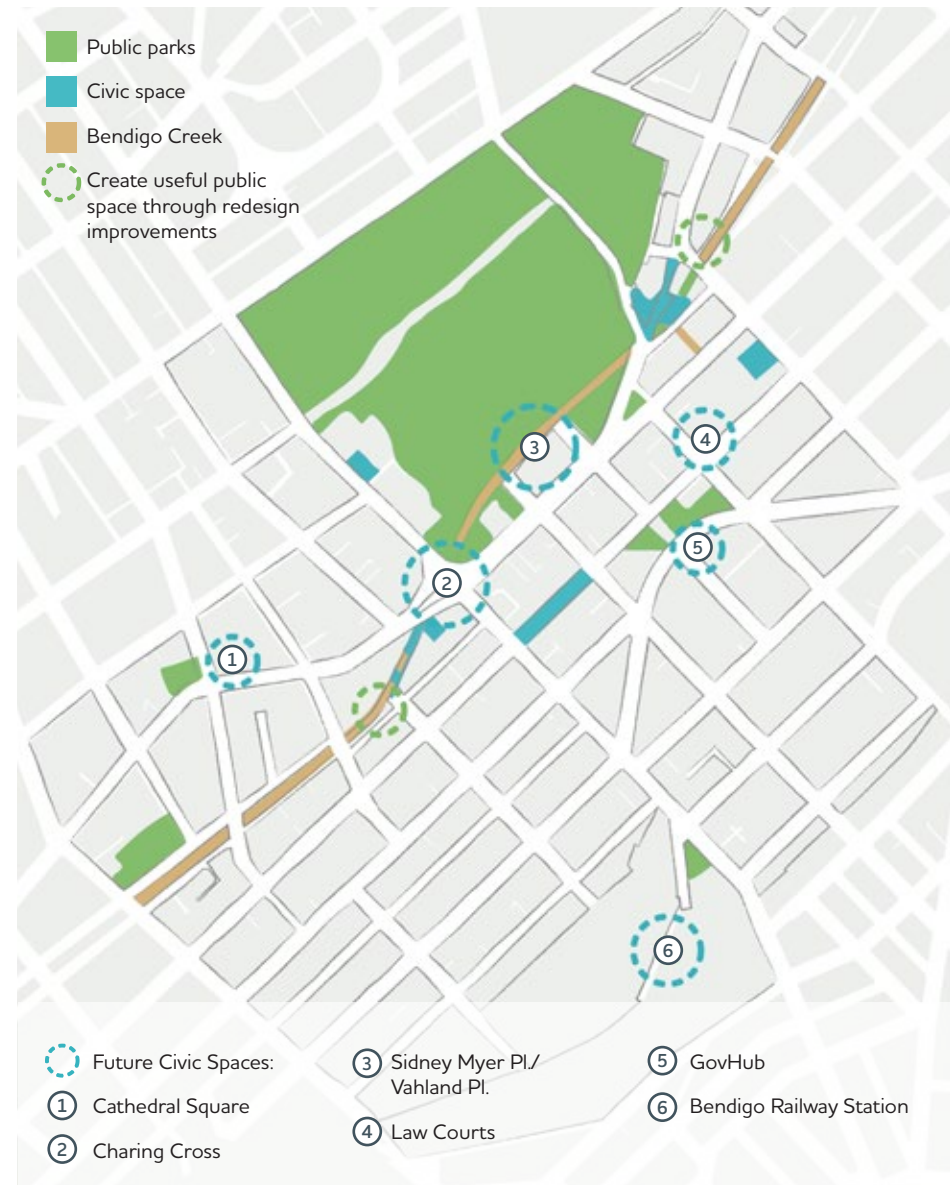 Public parks
Civic space
Bendigo Creek
Create useful public
space through redesign
improvements
3
4
5
2
1
6
Future Civic Spaces:
1 Cathedral Square
2 Charing Cross
3 Sidney Myer Pl./
Vahland Pl.
4 Law Courts
5 GovHub
6 Bendigo Railway Station